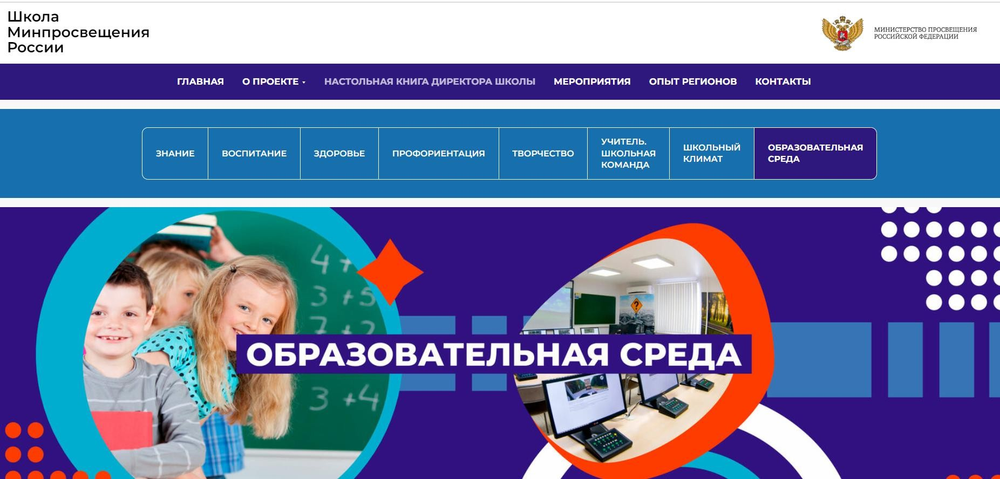 Школа
Минпросвещения
России
МИНИСТЕРСТВО ПРОСВЕЩЕНИЯ
РОССИЙСКОЙ ФЕДЕРАЦИИ
ГЛАВНАЯ О ПРОЕКТЕ НАСТОЛЬНАЯ КНИГА ДИРЕКТОРА ШКОЛЫ МЕРОПРИЯТИЯ ОПЫТ РЕГИОНОВ КОНТАКТЫ
ЗНАНИЕ
ВОСПИТАНИЕ
ЗДОРОВЬЕ
ПРОФОРИЕНТАЦИЯ
ТВОРЧЕСТВО
УЧИТЕЛЬ.
ШКОЛЬНАЯ
КОМАНДА
ШКОЛЬНЫЙ
КЛИМАТ
ОБРАЗОВАТЕЛЬНАЯ
СРЕДА
4 +
3 +5
7 +2
ОБРАЗОВАТЕЛЬНАЯ СРЕДА
3 +4
?